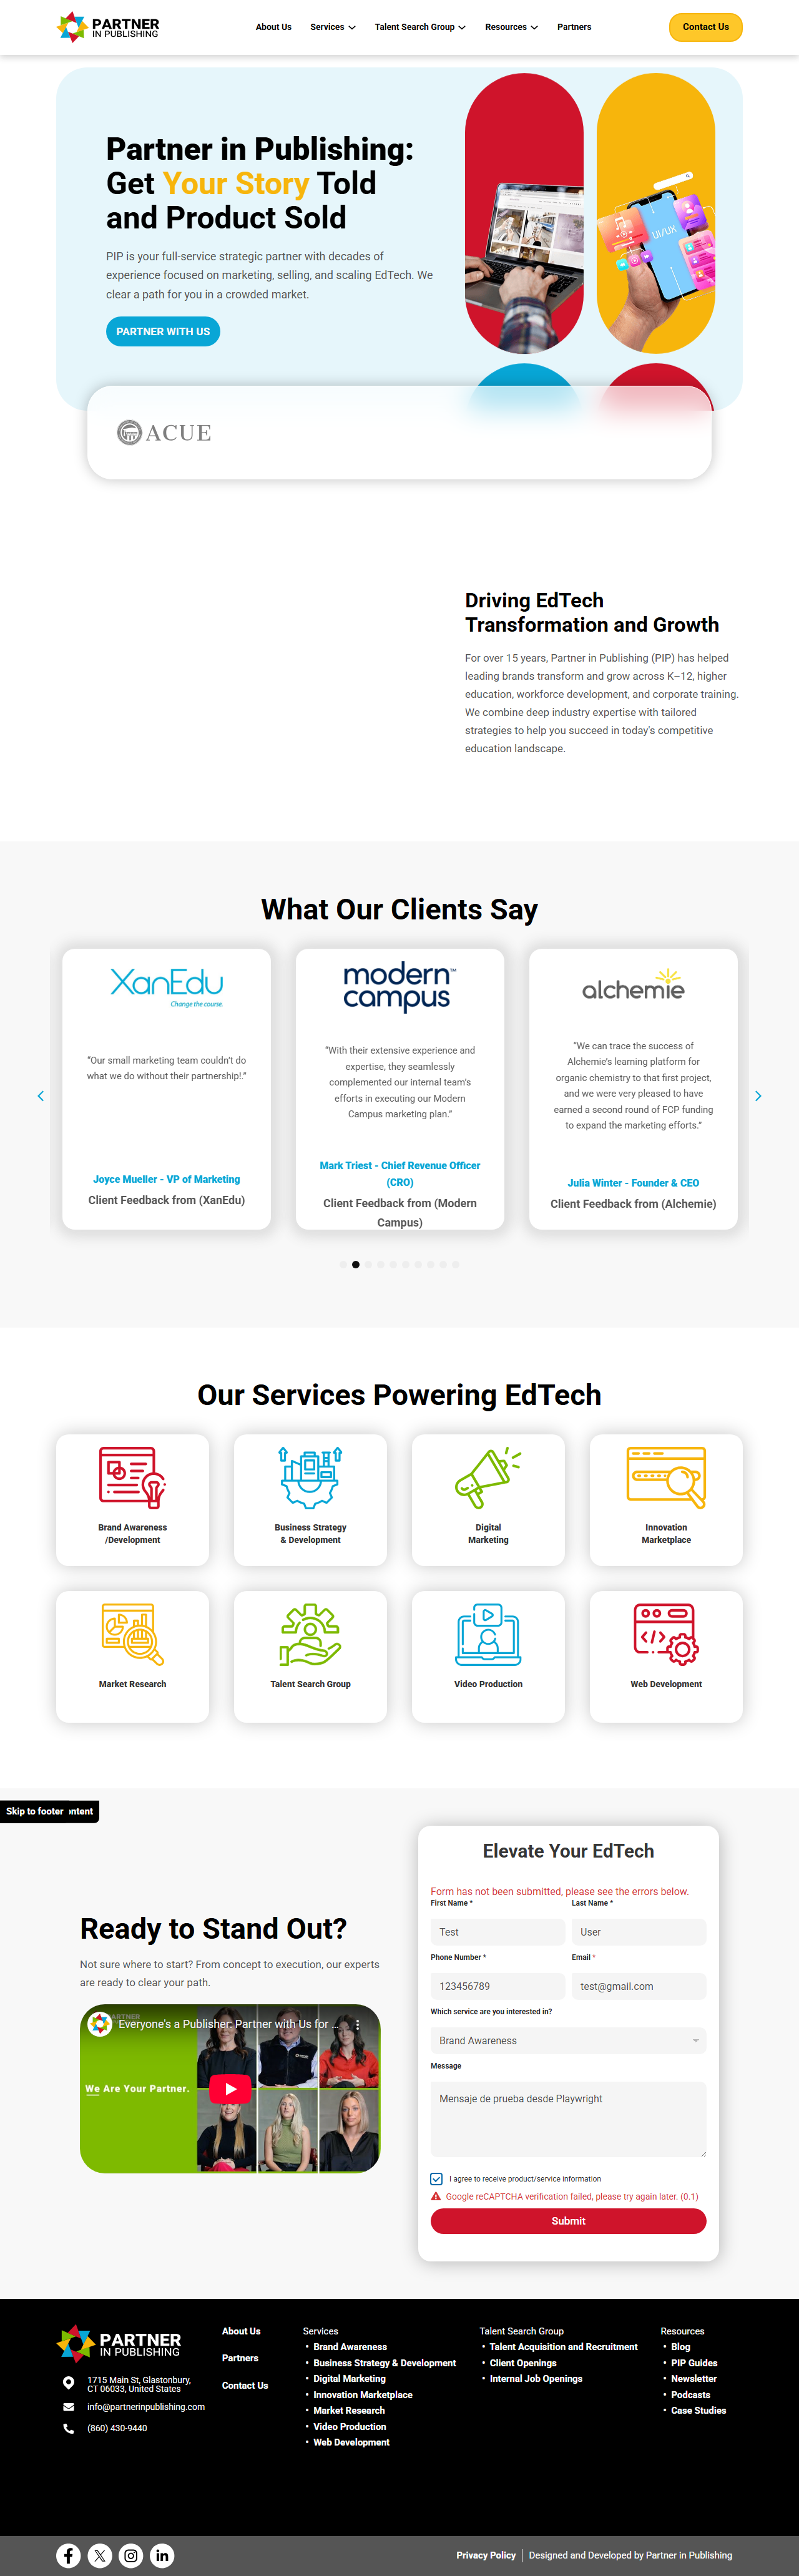 PARTNER
IN PUBLISHING
About Us
Services
Talent Search Group
Resources
Partners
Contact Us
Partner in Publishing:
Get Your Story Told
and Product Sold
PIP is your full-service strategic partner with decades of
experience focused on marketing, selling, and scaling EdTech. We
clear a path for you in a crowded market.
PARTNER WITH US
UI/UX
ACUE
Driving EdTech
Transformation and Growth
For over 15 years, Partner in Publishing (PIP) has helped
leading brands transform and grow across K–12, higher
education, workforce development, and corporate training.
We combine deep industry expertise with tailored
strategies to help you succeed in today's competitive
education landscape.
What Our Clients Say
XanEdu
Change the course.
“Our small marketing team couldn’t do
what we do without their partnership!.”
Joyce Mueller - VP of Marketing
Client Feedback from (XanEdu)
modern
campus™
“With their extensive experience and
expertise, they seamlessly
complemented our internal team’s
efforts in executing our Modern
Campus marketing plan.”
Mark Triest - Chief Revenue Officer
(CRO)
Client Feedback from (Modern
Campus)
alchemie
“We can trace the success of
Alchemie’s learning platform for
organic chemistry to that first project,
and we were very pleased to have
earned a second round of FCP funding
to expand the marketing efforts.”
Julia Winter - Founder & CEO
Client Feedback from (Alchemie)
Our Services Powering EdTech
Brand Awareness
/Development
Business Strategy
& Development
Digital
Marketing
Innovation
Marketplace
Market Research
Talent Search Group
Video Production
Web Development
Skip to footer
ntent
Ready to Stand Out?
Not sure where to start? From concept to execution, our experts
are ready to clear your path.
Everyone's a Publisher: Partner with Us for ...
We Are Your Partner.
Elevate Your EdTech
Form has not been submitted, please see the errors below.
First Name *
Last Name *
Test
User
Phone Number *
Email *
123456789
test@gmail.com
Which service are you interested in?
Brand Awareness
Message
Mensaje de prueba desde Playwright
I agree to receive product/service information
Google reCAPTCHA verification failed, please try again later. (0.1)
Submit
PARTNER
IN PUBLISHING
1715 Main St, Glastonbury,
CT 06033, United States
info@partnerinpublishing.com
(860) 430-9440
About Us
Partners
Contact Us
Services
• Brand Awareness
• Business Strategy & Development
• Digital Marketing
• Innovation Marketplace
• Market Research
• Video Production
• Web Development
Talent Search Group
• Talent Acquisition and Recruitment
• Client Openings
• Internal Job Openings
Resources
• Blog
• PIP Guides
• Newsletter
• Podcasts
• Case Studies
Privacy Policy
Designed and Developed by Partner in Publishing